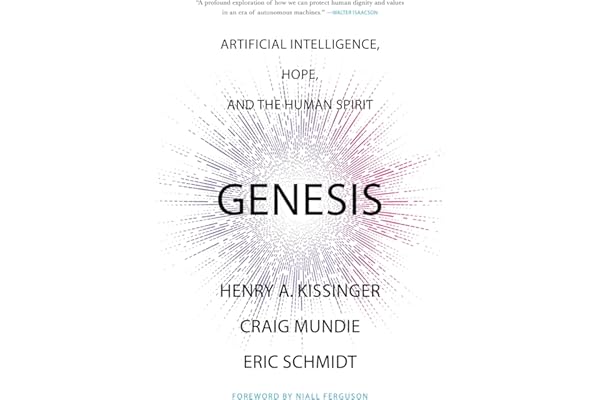 "A profound exploration of how we can protect human dignity and values
in an era of autonomous machines." —WALTER ISAACSON
ARTIFICIAL INTELLIGENCE,
HOPE,
AND THE HUMAN SPIRIT
GENESIS
HENRY A. KISSINGER
CRAIG MUNDIE
ERIC SCHMIDT
FOREWORD BY NIALL FERGUSON